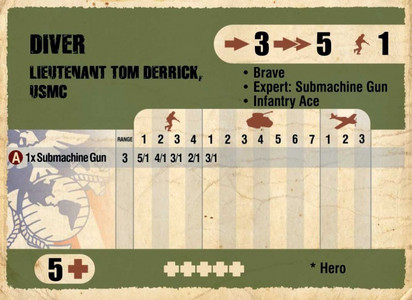 DIVER
3 5 1
LIEUTENANT TOM DERRICK,
USMC
• Brave
• Expert: Submachine Gun
• Infantry Ace
RANGE 1 2 3 4 1 2 3 4 5 6 7 1 2 3
A 1x Submachine Gun 3 5/1 4/1 3/1 2/1 3/1
5
* Hero